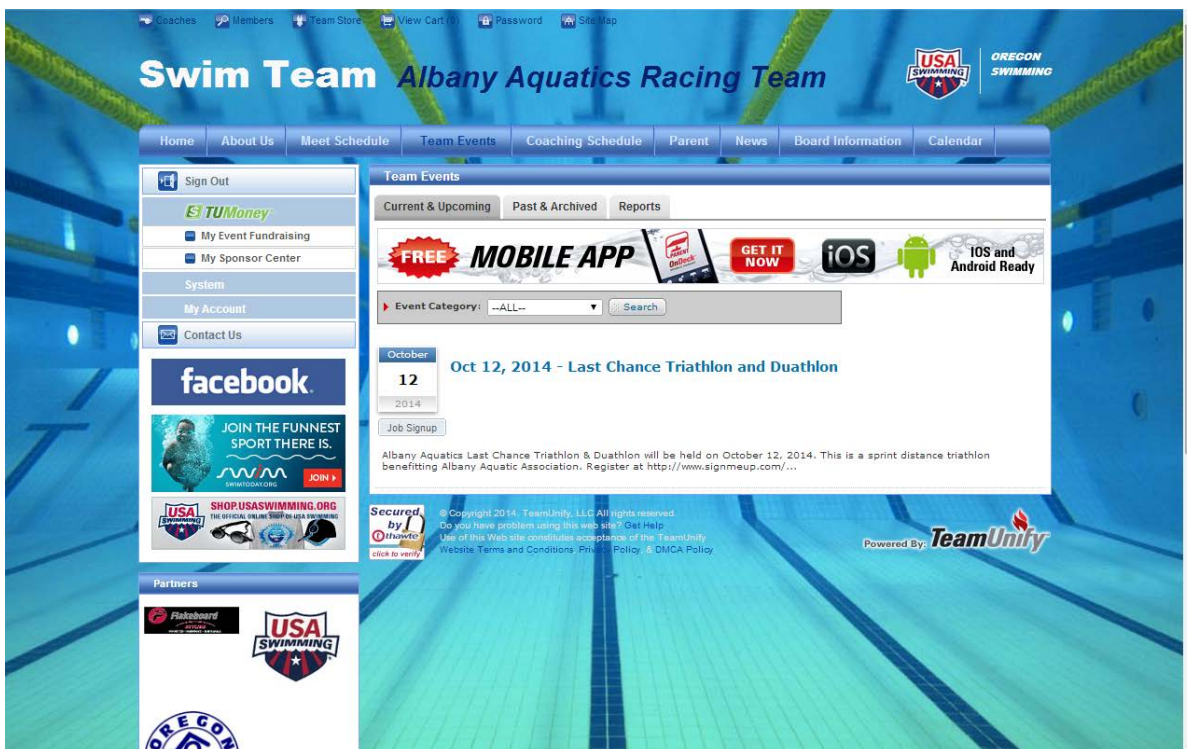 Coaches Members Team Store View Cart (0) Password Site Map
Swim Team Albany Aquatics Racing Team
USA SWIMMING
OREGON
SWIMMING
Home About Us Meet Schedule Team Events Coaching Schedule Parent News Board Information Calendar
Sign Out
TUMoney
My Event Fundraising
My Sponsor Center
System
My Account
Contact Us
facebook.
JOIN THE FUNNEST
SPORT THERE IS.
swim
SWIMTODAY.ORG
JOIN
USA SWIMMING
SHOP.USASWIMMING.ORG
THE OFFICIAL ONLINE SHOP OF USA SWIMMING
Partners
Flakeboard
USA
SWIMMING
OREGON
Team Events
Current & Upcoming Past & Archived Reports
FREE MOBILE APP
PARENT
OnDeck
GET IT
NOW
iOS
IOS and
Android Ready
Event Category: --ALL-- Search
October
12
2014
Oct 12, 2014 - Last Chance Triathlon and Duathlon
Job Signup
Albany Aquatics Last Chance Triathlon & Duathlon will be held on October 12, 2014. This is a sprint distance triathlon
benefitting Albany Aquatic Association. Register at http://www.signmeup.com/...
Secured
by
thawte
click to verify
© Copyright 2014. TeamUnify, LLC All rights reserved.
Do you have problem using this web site? Get Help
Use of this Web site constitutes acceptance of the TeamUnify
Website Terms and Conditions Privacy Policy & DMCA Policy
Powered By: TeamUnify